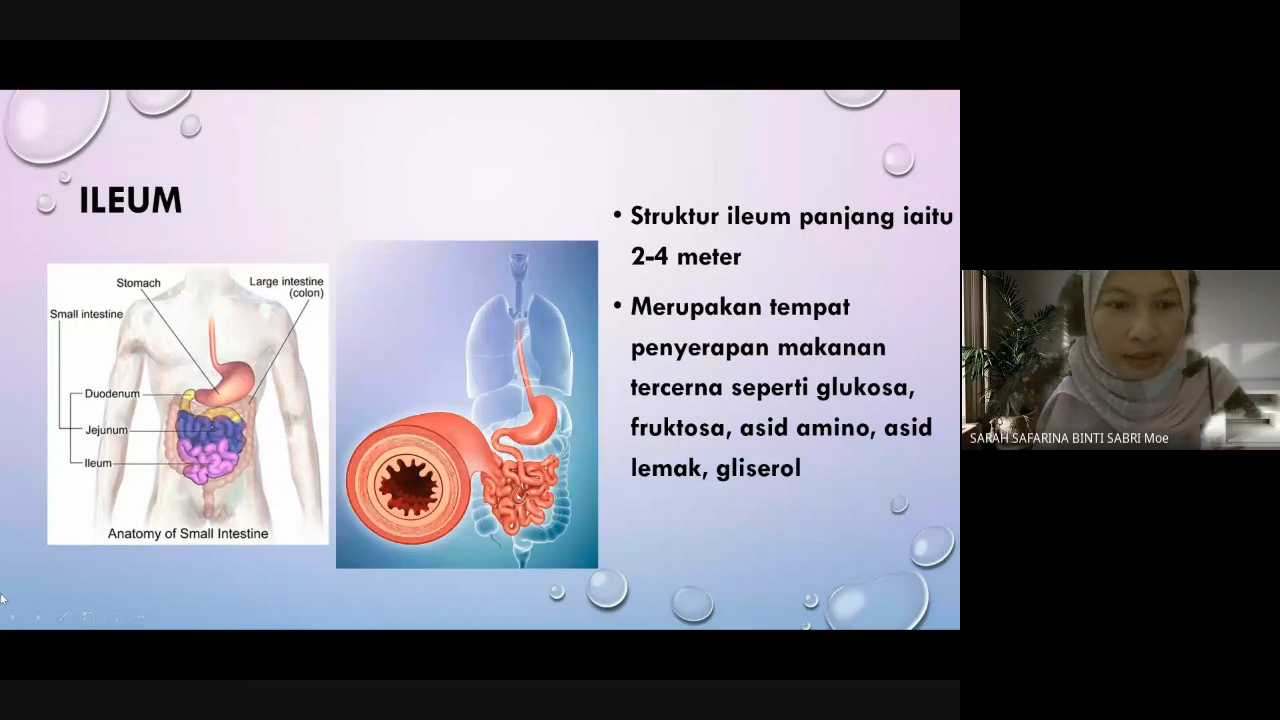 ILEUM
Stomach
Large intestine
(colon)
Small intestine
Duodenum
Jejunum
Ileum
Anatomy of Small Intestine
• Struktur ileum panjang iaitu
2-4 meter
• Merupakan tempat
penyerapan makanan
tercerna seperti glukosa,
fruktosa, asid amino, asid
lemak, gliserol
SARAH SAFARINA BINTI SABRI Moe